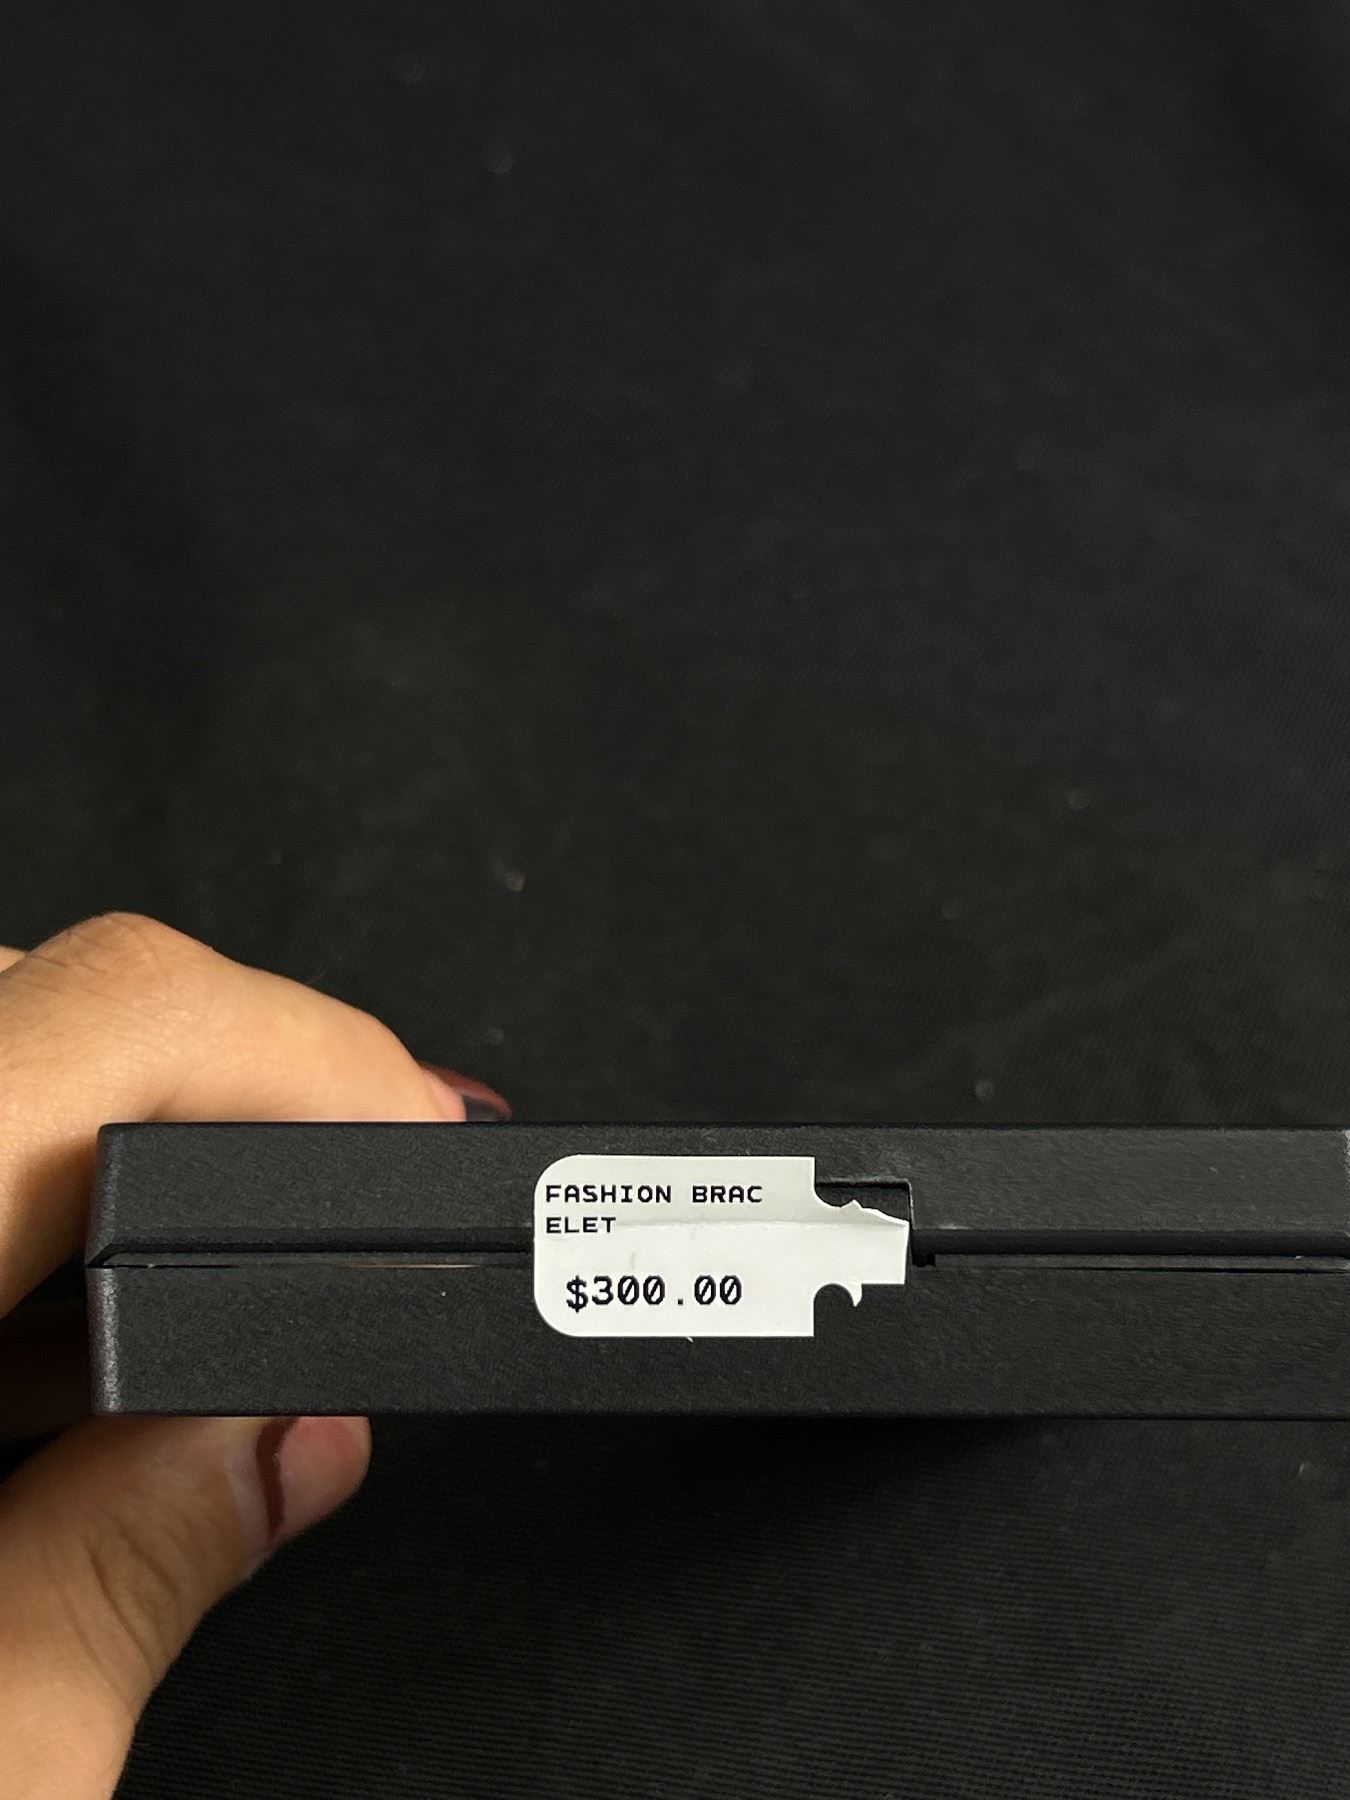 FASHION BRAC
ELET
$300.00